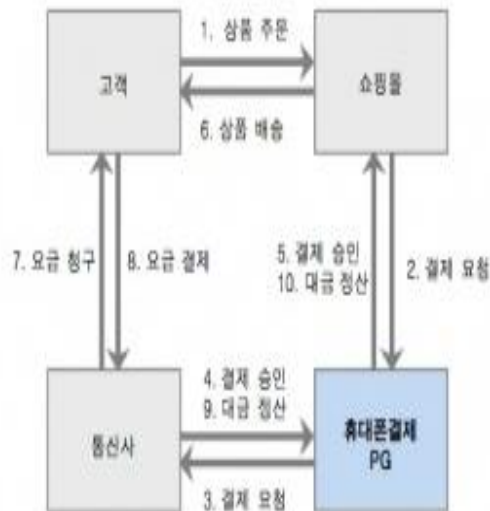 1. 상품 주문
고객
쇼핑몰
6. 상품 배송
7. 요금 청구
8. 요금 결제
5. 결제 승인
10. 대금 정산
2. 결제 요청
4. 결제 승인
9. 대금 정산
통신사
휴대폰결제
PG
3. 결제 요청